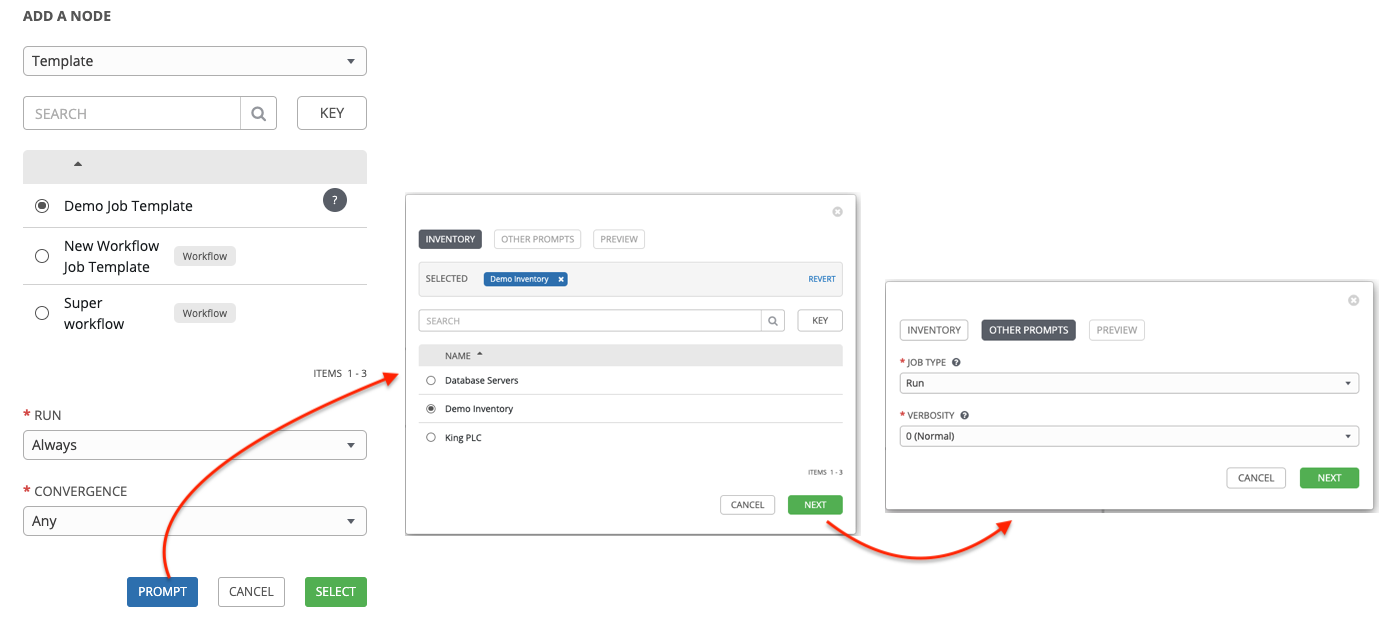 ADD A NODE
Template
SEARCH
KEY
?
Demo Job Template
New Workflow
Job Template
Workflow
Super
workflow
Workflow
ITEMS 1 - 3
* RUN
Always
* CONVERGENCE
Any
PROMPT CANCEL SELECT
INVENTORY OTHER PROMPTS PREVIEW
SELECTED Demo Inventory x REVERT
SEARCH KEY
NAME
Database Servers
Demo Inventory
King PLC
ITEMS 1 - 3
CANCEL NEXT
INVENTORY OTHER PROMPTS PREVIEW
* JOB TYPE ?
Run
* VERBOSITY ?
0 (Normal)
CANCEL NEXT